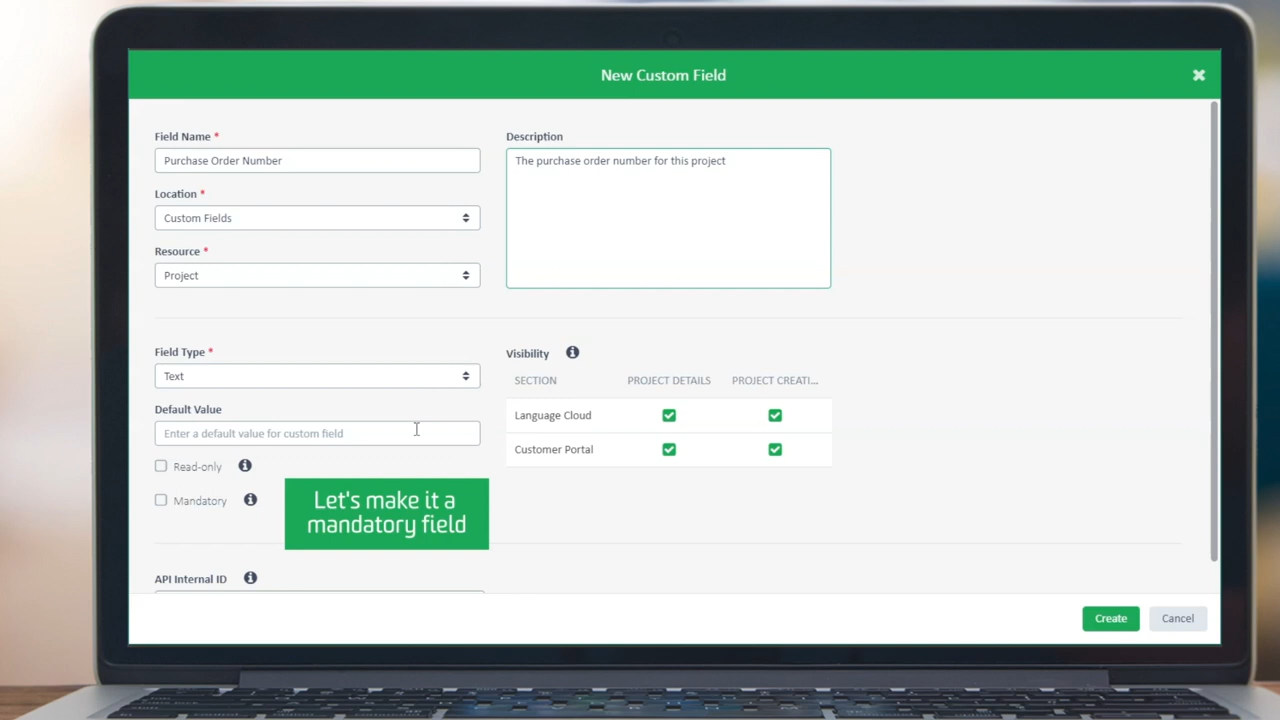 New Custom Field
Field Name *
Purchase Order Number
Location *
Custom Fields
Resource *
Project
Description
The purchase order number for this project
Field Type *
Text
Default Value
Enter a default value for custom field
Read-only
Mandatory
Let's make it a
mandatory field
Visibility
SECTION PROJECT DETAILS PROJECT CREATI...
Language Cloud
Customer Portal
API Internal ID
Create
Cancel